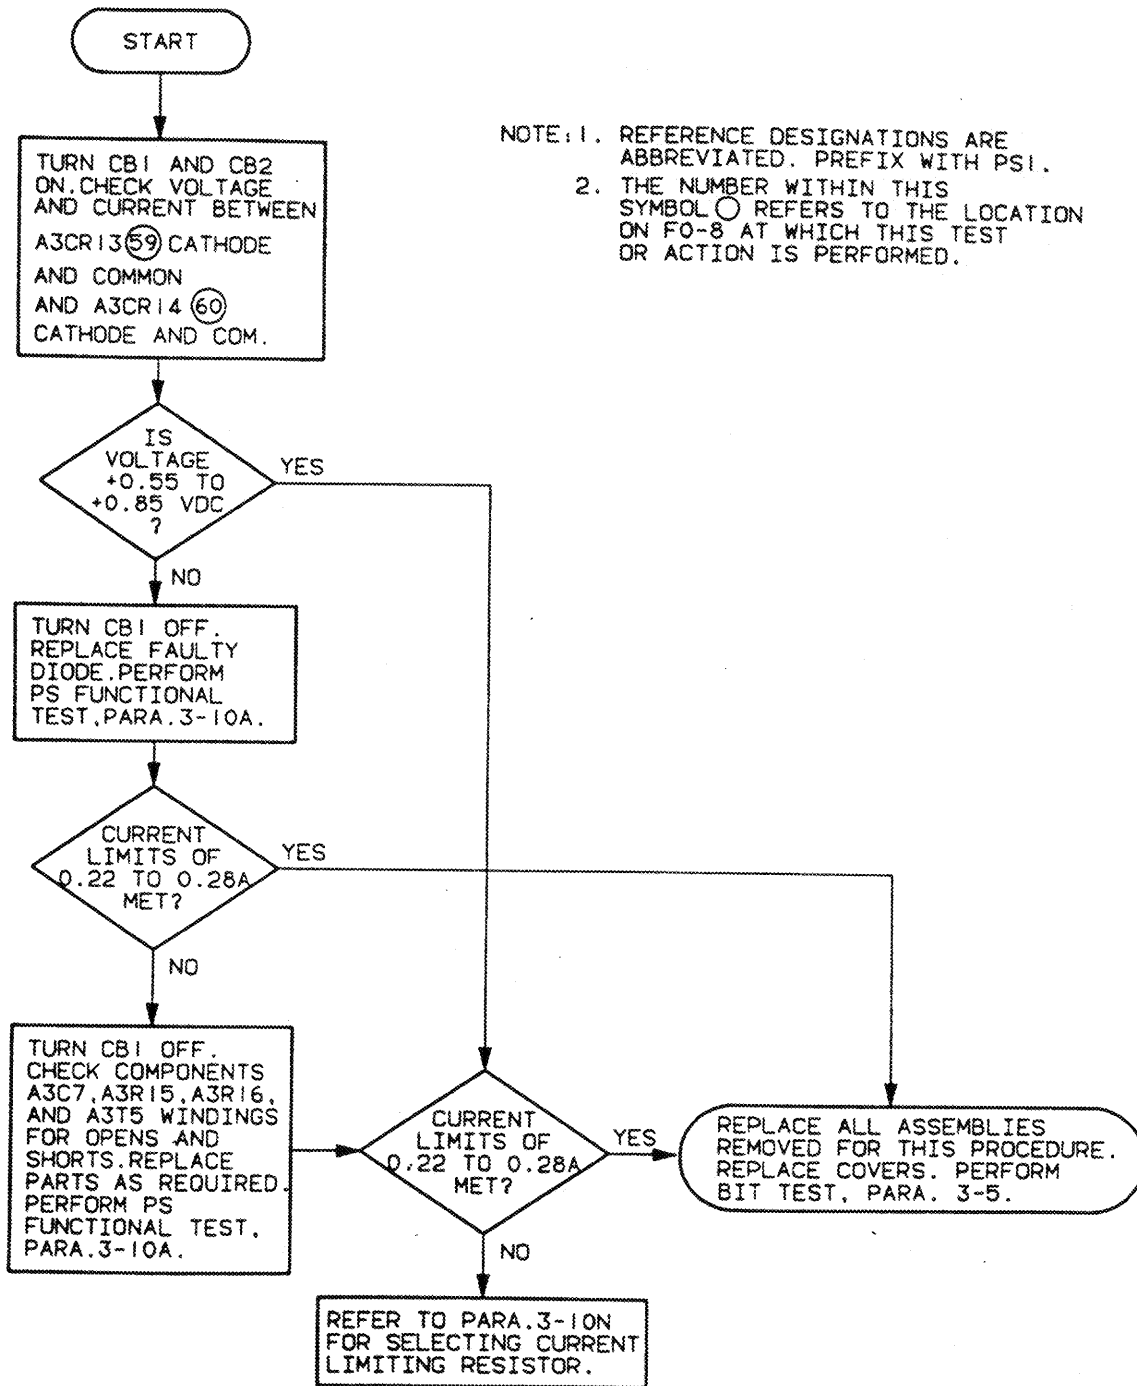 START
NOTE: 1. REFERENCE DESIGNATIONS ARE
ABBREVIATED. PREFIX WITH PS1.
2. THE NUMBER WITHIN THIS
SYMBOL ◯ REFERS TO THE LOCATION
ON FO-8 AT WHICH THIS TEST
OR ACTION IS PERFORMED.
TURN CB1 AND CB2
ON. CHECK VOLTAGE
AND CURRENT BETWEEN
A3CR13 59 CATHODE
AND COMMON
AND A3CR14 60
CATHODE AND COM.
IS
VOLTAGE
+0.55 TO
+0.85 VDC
?
YES
NO
TURN CB1 OFF.
REPLACE FAULTY
DIODE. PERFORM
PS FUNCTIONAL
TEST, PARA. 3-10A.
CURRENT
LIMITS OF
0.22 TO 0.28A
MET?
YES
NO
TURN CB1 OFF.
CHECK COMPONENTS
A3C7, A3R15, A3R16,
AND A3T5 WINDINGS
FOR OPENS AND
SHORTS. REPLACE
PARTS AS REQUIRED.
PERFORM PS
FUNCTIONAL TEST,
PARA. 3-10A.
CURRENT
LIMITS OF
0.22 TO 0.28A
MET?
YES
NO
REPLACE ALL ASSEMBLIES
REMOVED FOR THIS PROCEDURE.
REPLACE COVERS. PERFORM
BIT TEST, PARA. 3-5.
REFER TO PARA. 3-10N
FOR SELECTING CURRENT
LIMITING RESISTOR.